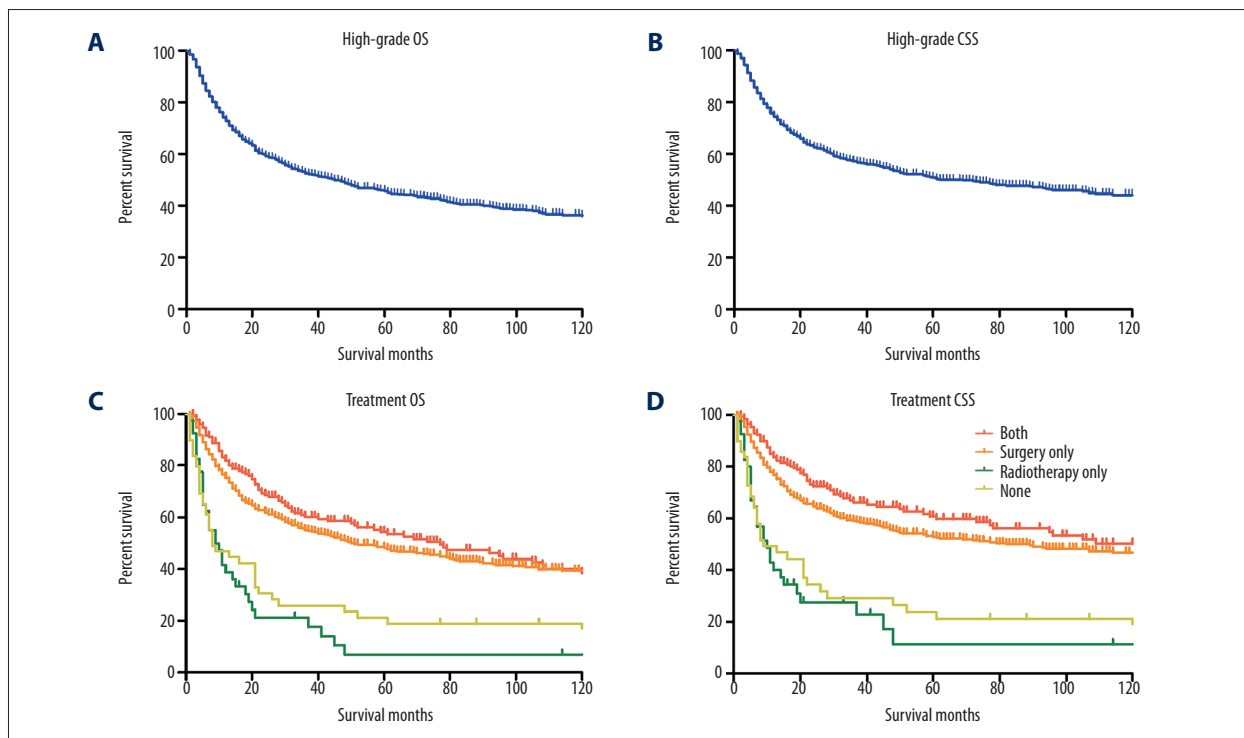 A
High-grade OS
Percent survival
100
80
60
40
20
0
0 20 40 60 80 100 120
Survival months
B
High-grade CSS
Percent survival
100
80
60
40
20
0
0 20 40 60 80 100 120
Survival months
C
Treatment OS
Percent survival
100
80
60
40
20
0
0 20 40 60 80 100 120
Survival months
D
Treatment CSS
Percent survival
100
80
60
40
20
0
0 20 40 60 80 100 120
Survival months
Both
Surgery only
Radiotherapy only
None